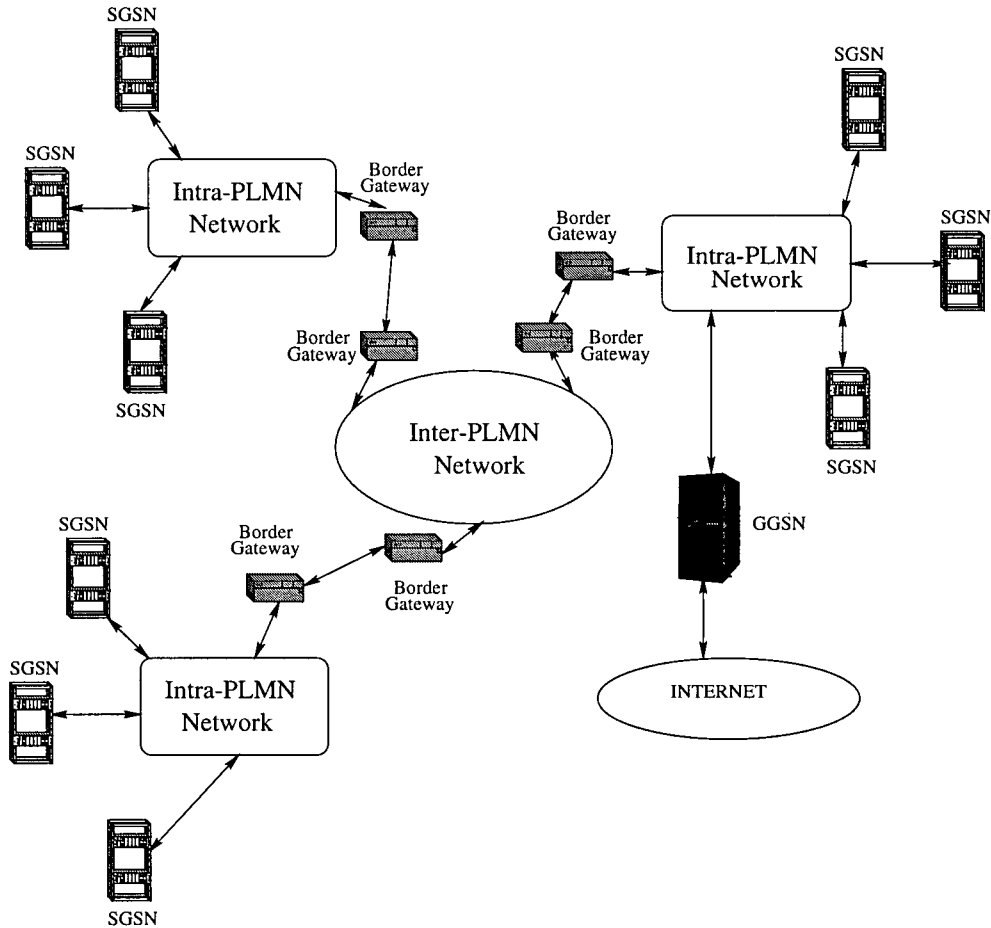 SGSN
SGSN
SGSN
Intra-PLMN
Network
Border
Gateway
SGSN
Border
Gateway
Border
Gateway
Border
Gateway
Intra-PLMN
Network
SGSN
SGSN
SGSN
Inter-PLMN
Network
GGSN
INTERNET
SGSN
Border
Gateway
Border
Gateway
SGSN
Intra-PLMN
Network
SGSN